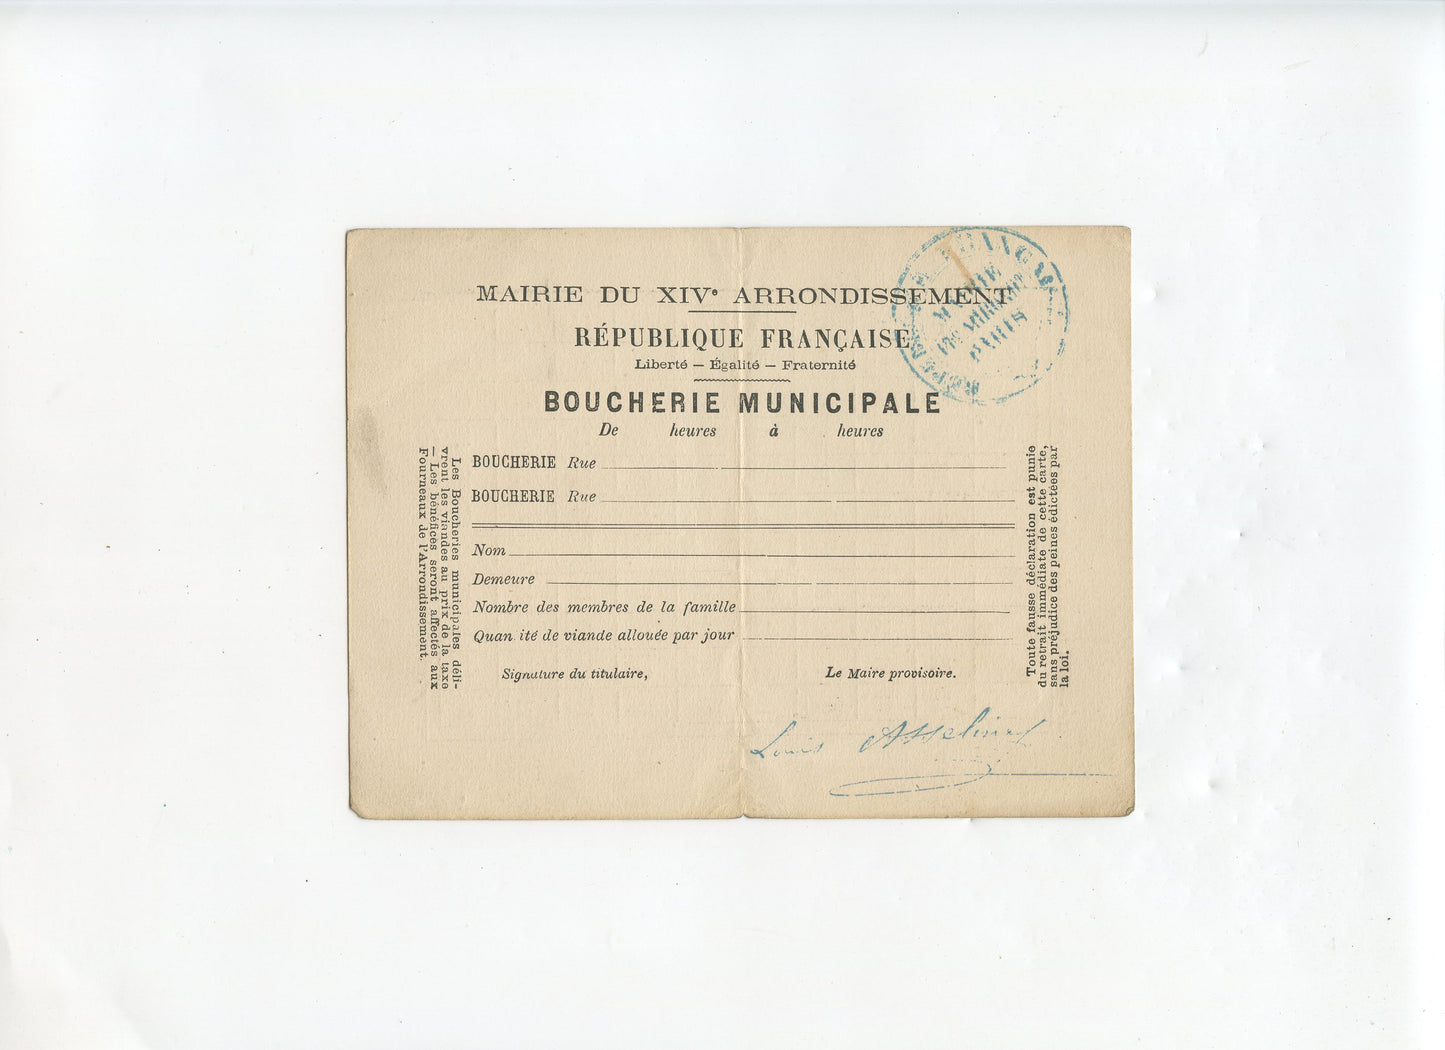 MAIRIE DU XIVe ARRONDISSEMENT
RÉPUBLIQUE FRANÇAISE
Liberté — Égalité — Fraternité
BOUCHERIE MUNICIPALE
De heures à heures
BOUCHERIE Rue
BOUCHERIE Rue
Nom
Demeure
Nombre des membres de la famille
Quan ité de viande allouée par jour
Signature du titulaire,
Le Maire provisoire.
Louis Asseline
Les Boucheries municipales déli-
vrent les viandes au prix de la taxe
— Les bénéfices seront affectés aux
Fourneaux de l'Arrondissement.
Toute fausse déclaration est punie
du retrait immédiate de cette carte,
sans préjudice des peines édictées par
la loi.
MAIRIE
PARIS